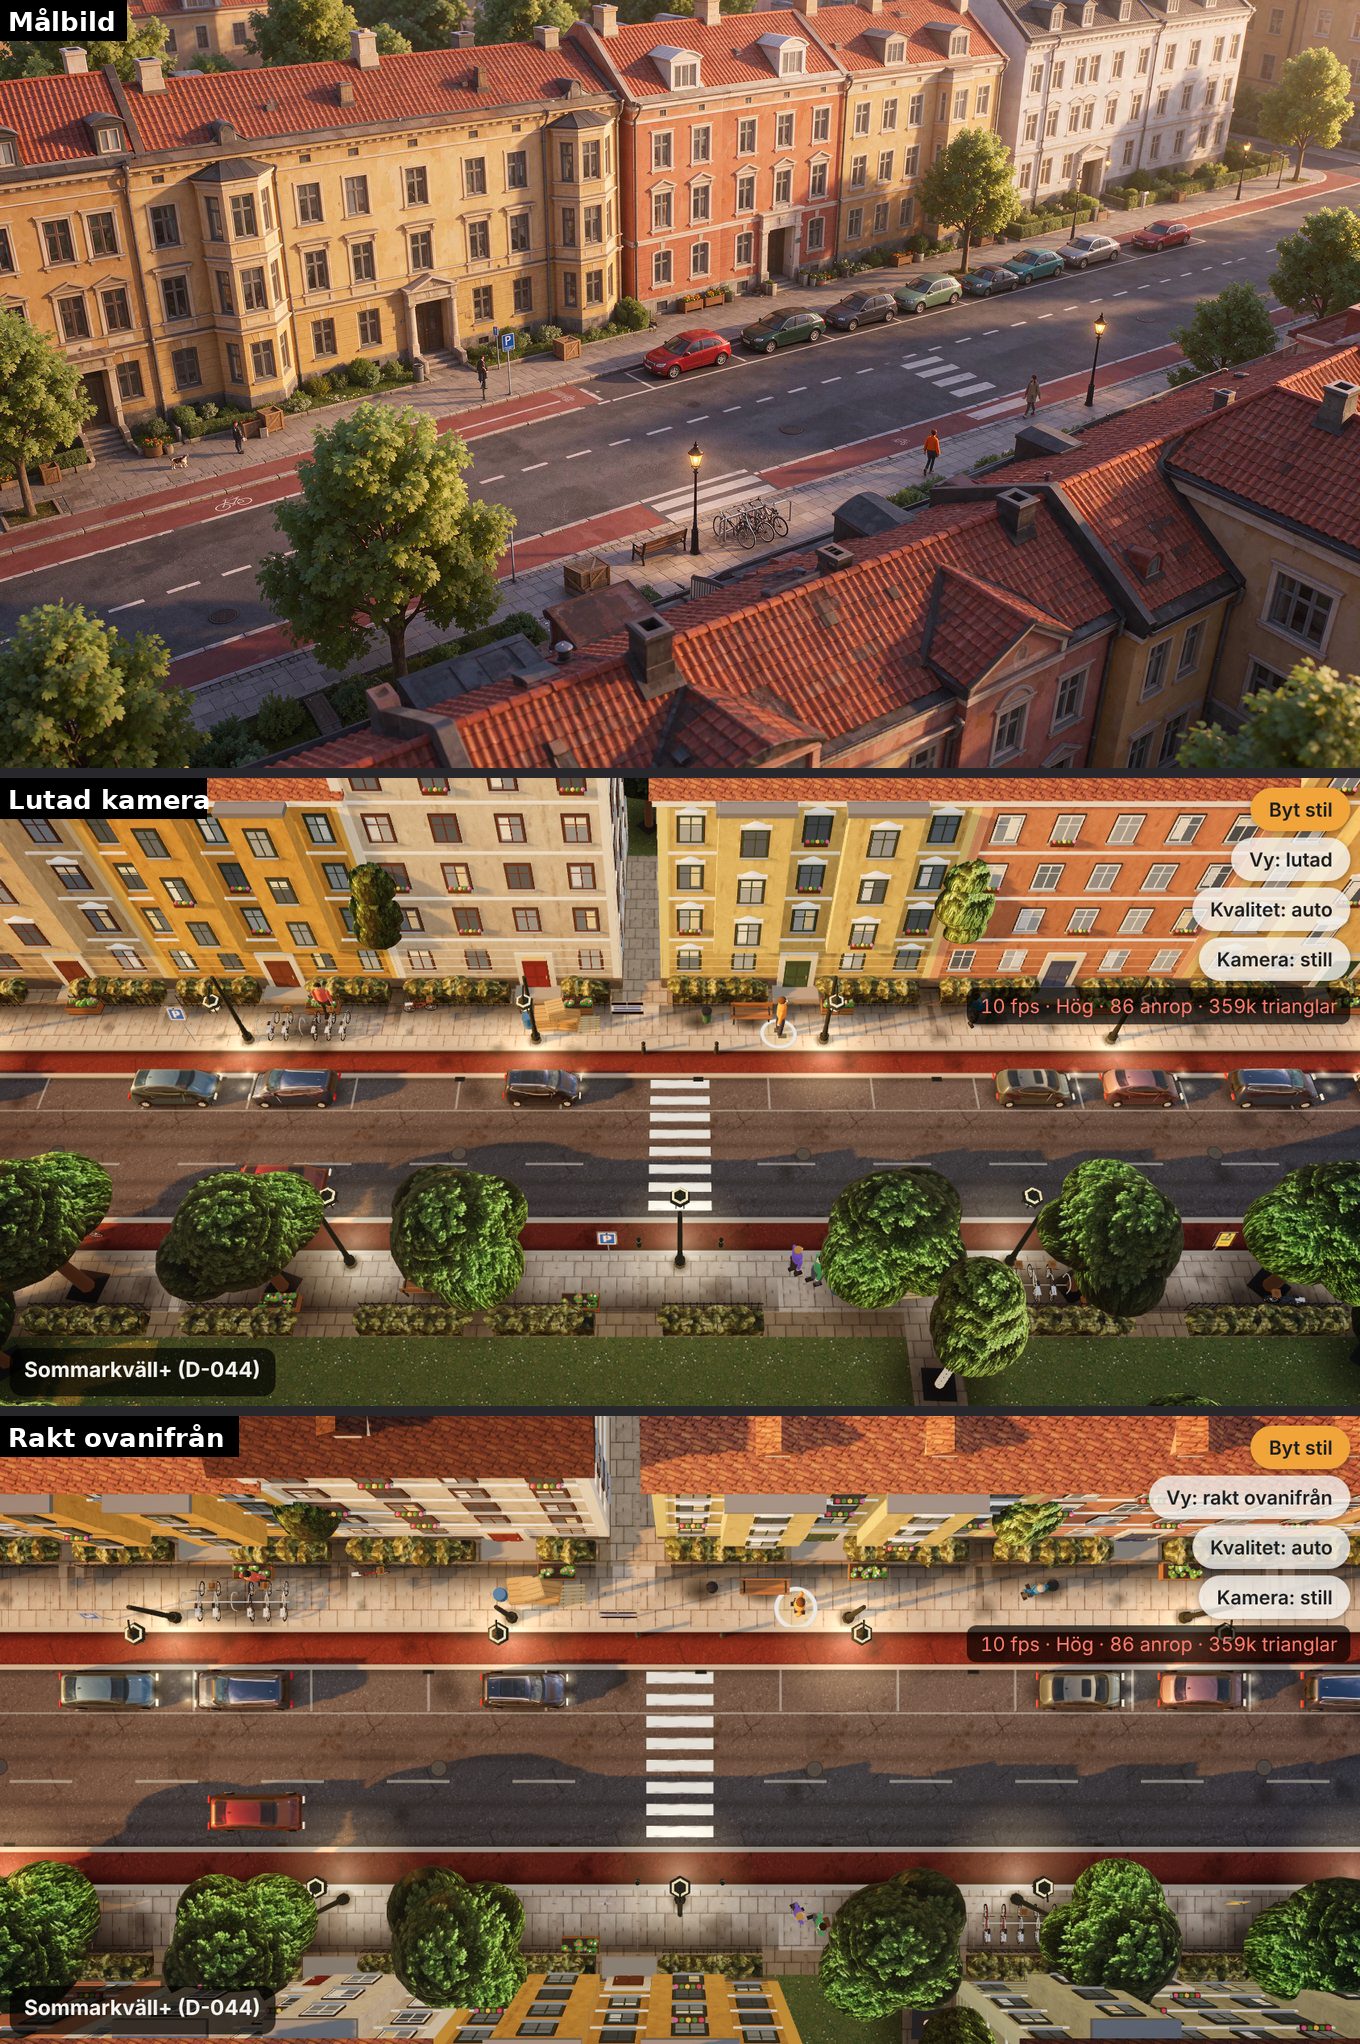 Målbild
P
Lutad kamera
Byt stil
Vy: lutad
Kvalitet: auto
Kamera: still
10 fps · Hög · 86 anrop · 359k trianglar
P
P
Sommarkväll+ (D-044)
Rakt ovanifrån
Byt stil
Vy: rakt ovanifrån
Kvalitet: auto
Kamera: still
10 fps · Hög · 86 anrop · 359k trianglar
Sommarkväll+ (D-044)